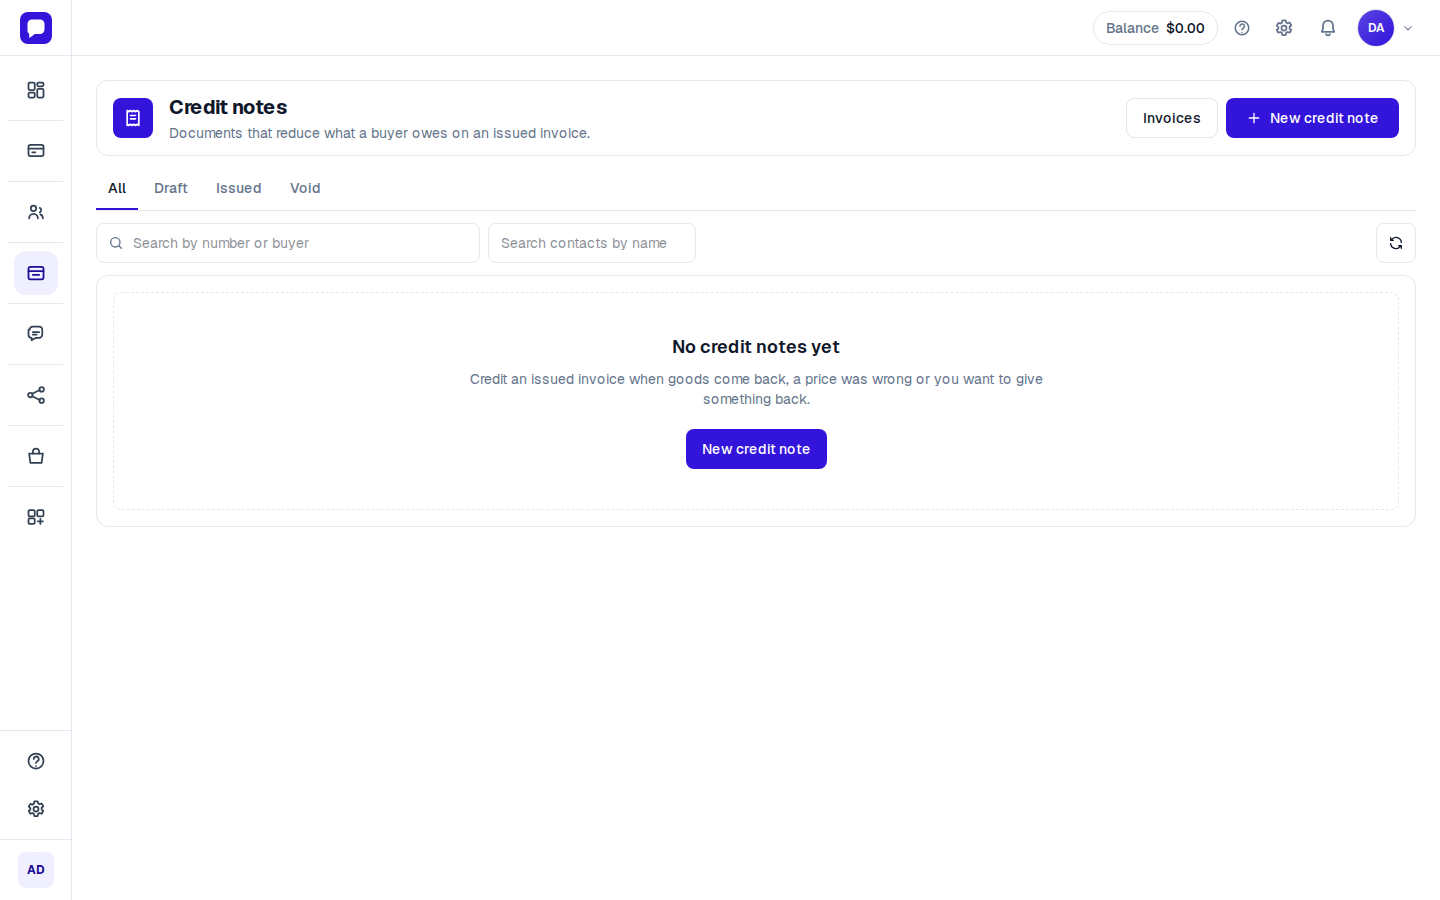 Balance $0.00
DA
Credit notes
Documents that reduce what a buyer owes on an issued invoice.
Invoices
New credit note
All
Draft
Issued
Void
Search by number or buyer
Search contacts by name
No credit notes yet
Credit an issued invoice when goods come back, a price was wrong or you want to give
something back.
New credit note
AD